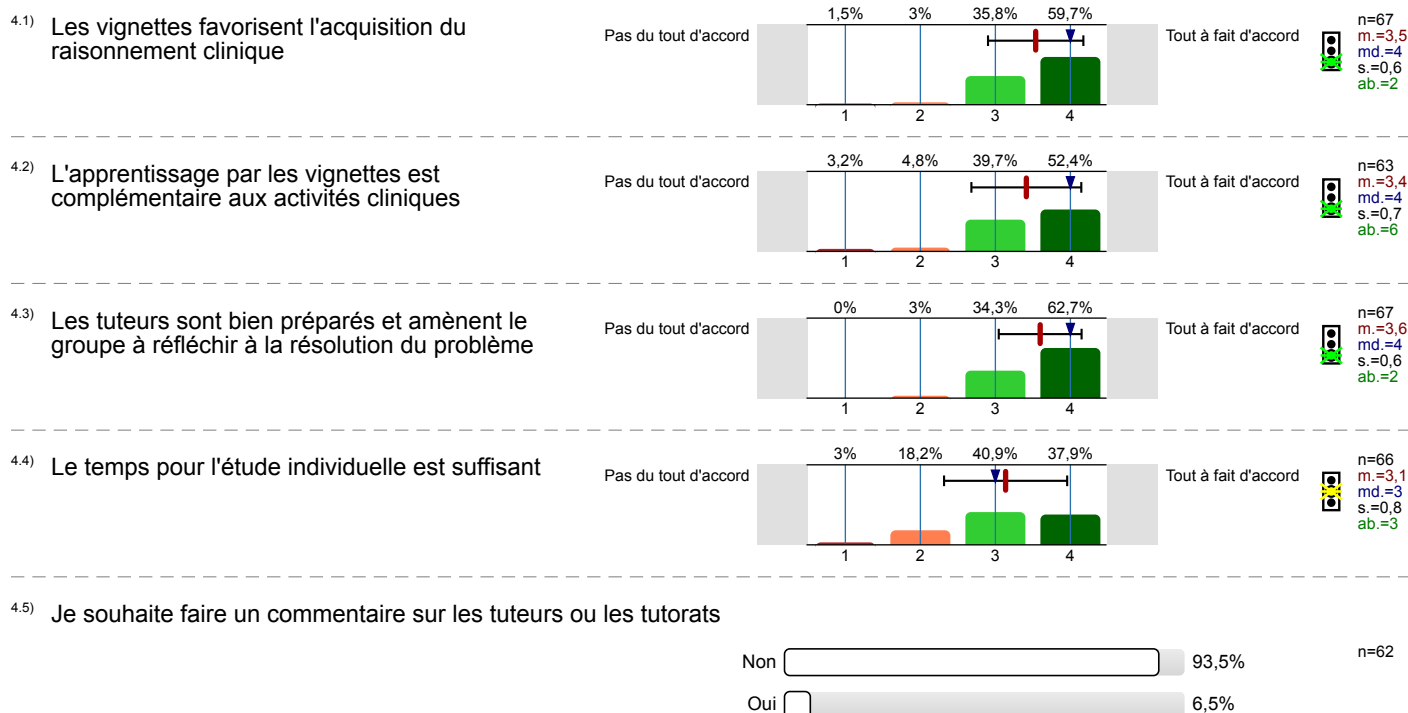 4.1) Les vignettes favorisent l'acquisition du
raisonnement clinique
Pas du tout d'accord
1,5% 3% 35,8% 59,7%
1 2 3 4
Tout à fait d'accord
n=67
m.=3,5
md.=4
s.=0,6
ab.=2
4.2) L'apprentissage par les vignettes est
complémentaire aux activités cliniques
Pas du tout d'accord
3,2% 4,8% 39,7% 52,4%
1 2 3 4
Tout à fait d'accord
n=63
m.=3,4
md.=4
s.=0,7
ab.=6
4.3) Les tuteurs sont bien préparés et amènent le
groupe à réfléchir à la résolution du problème
Pas du tout d'accord
0% 3% 34,3% 62,7%
1 2 3 4
Tout à fait d'accord
n=67
m.=3,6
md.=4
s.=0,6
ab.=2
4.4) Le temps pour l'étude individuelle est suffisant
Pas du tout d'accord
3% 18,2% 40,9% 37,9%
1 2 3 4
Tout à fait d'accord
n=66
m.=3,1
md.=3
s.=0,8
ab.=3
4.5) Je souhaite faire un commentaire sur les tuteurs ou les tutorats
Non 93,5%
n=62
Oui 6,5%